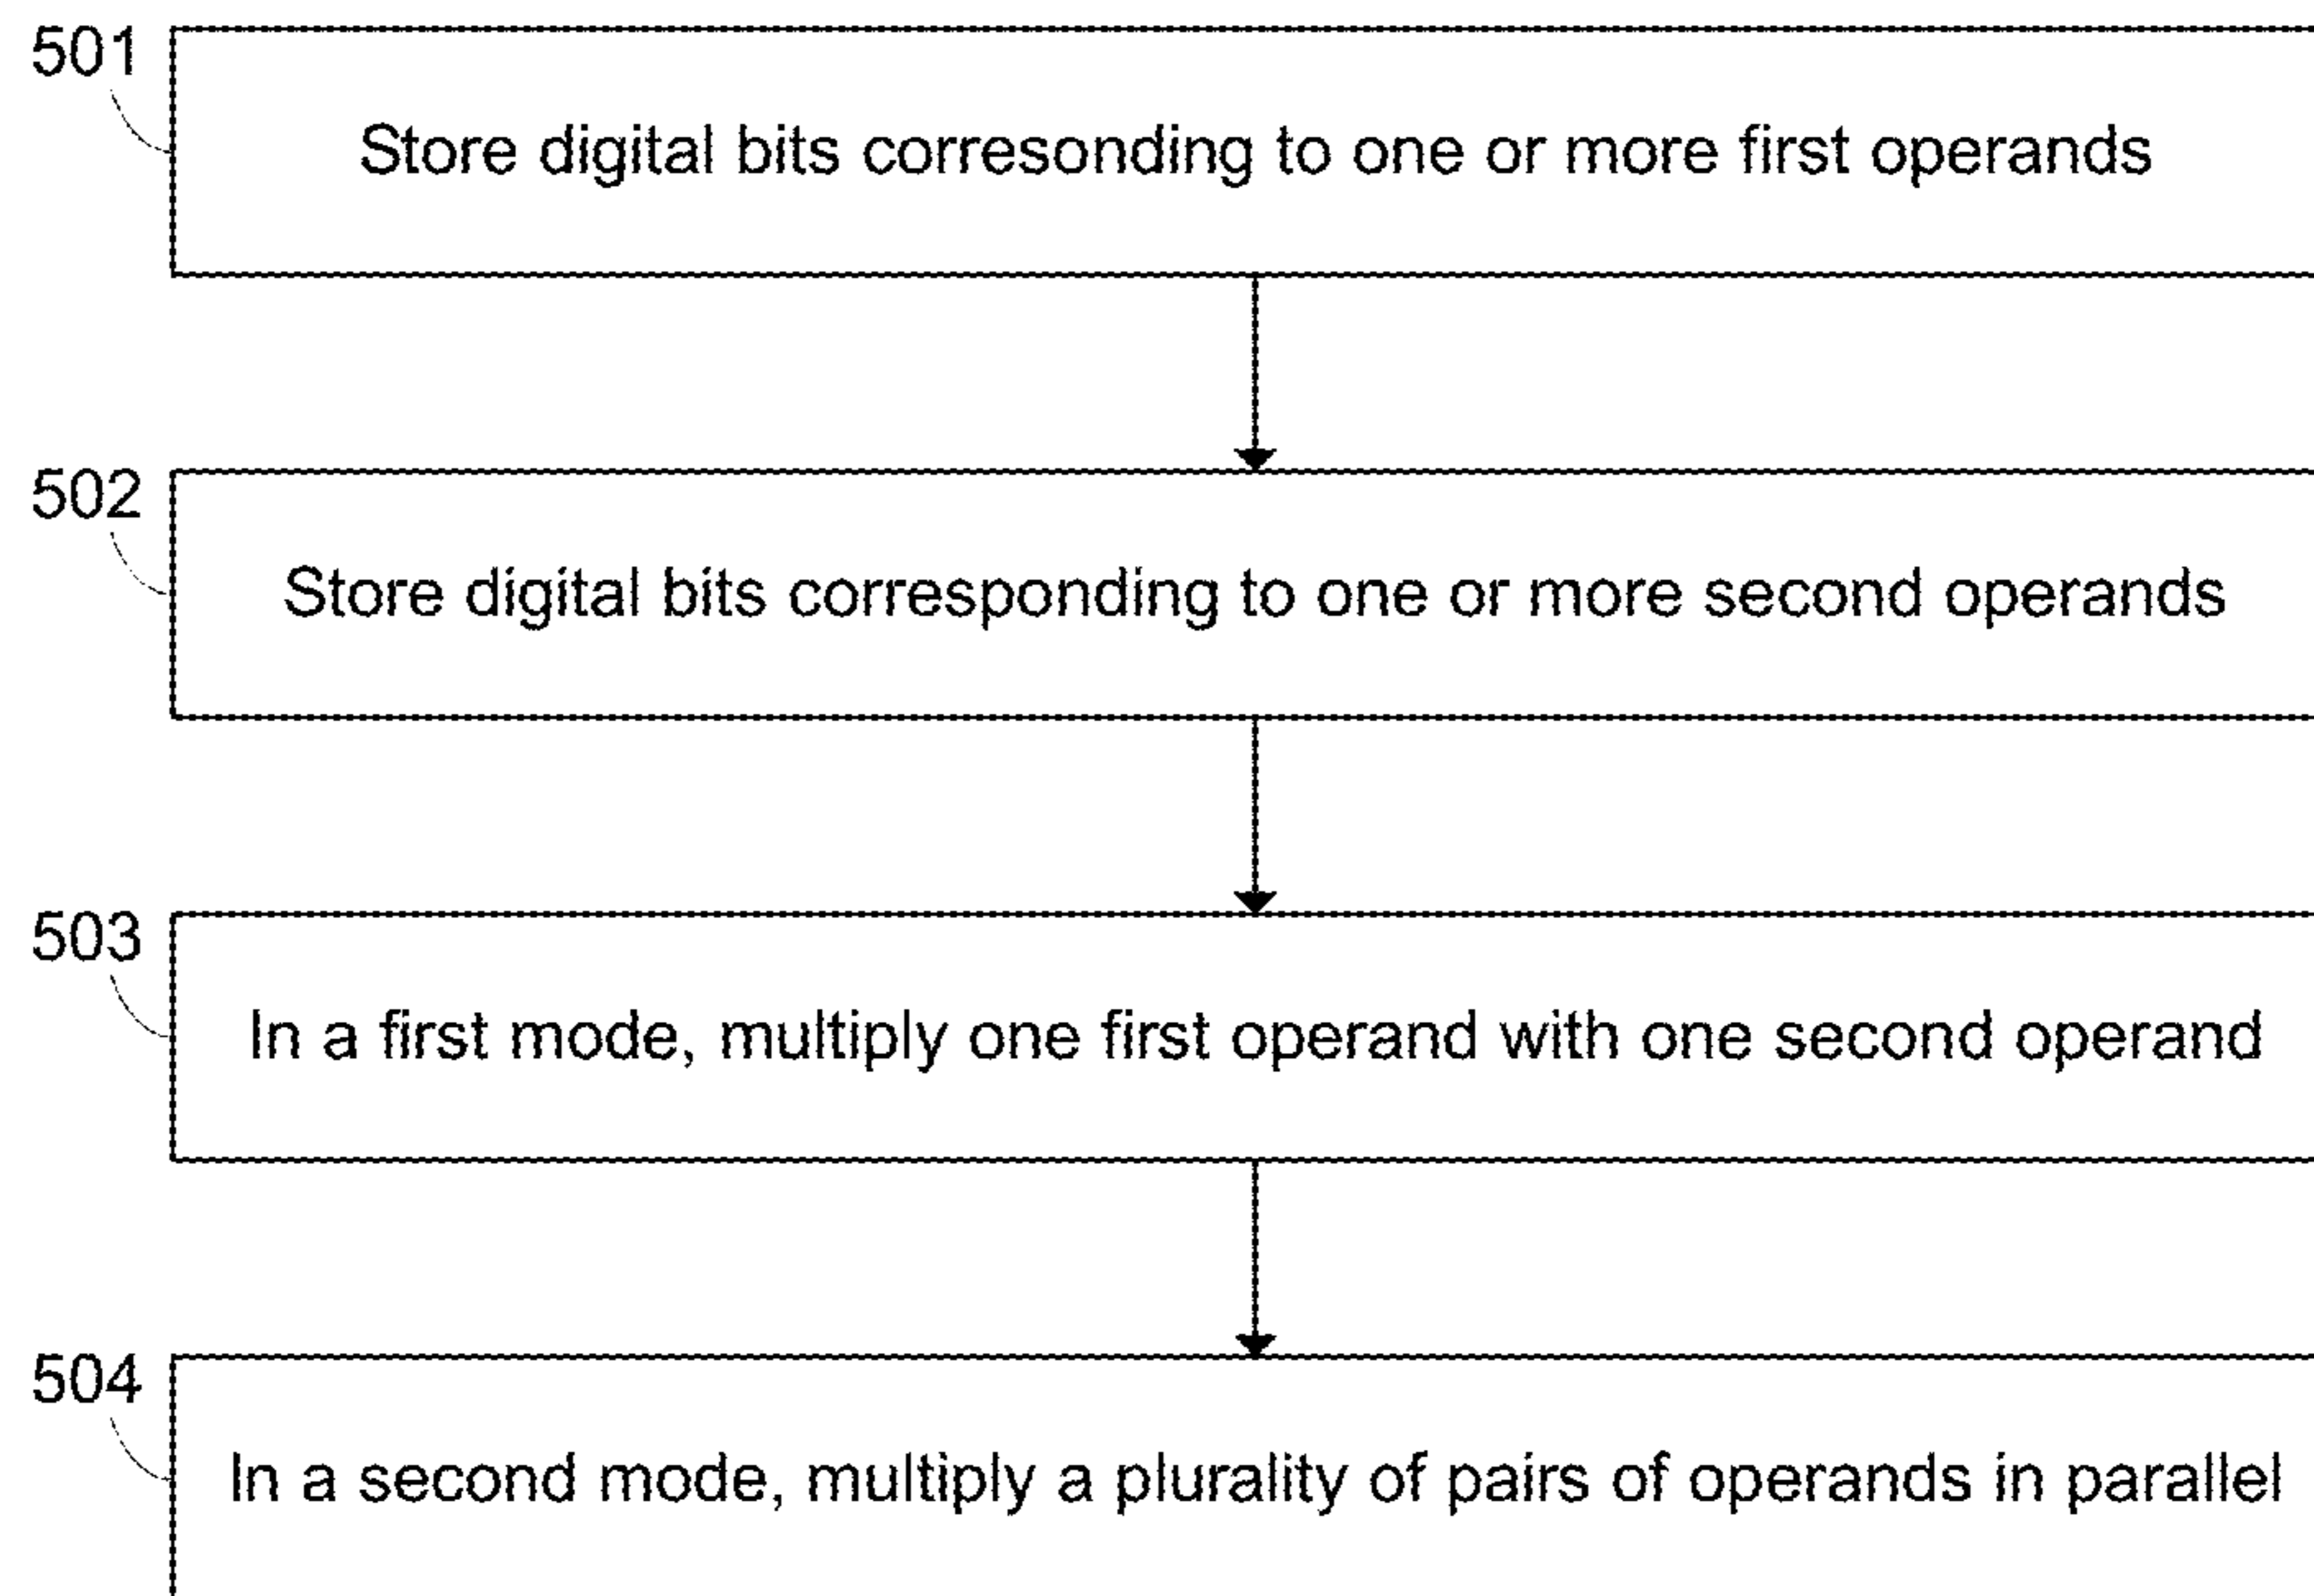 501
Store digital bits corresonding to one or more first operands
502
Store digital bits corresponding to one or more second operands
503
In a first mode, multiply one first operand with one second operand
504
In a second mode, multiply a plurality of pairs of operands in parallel